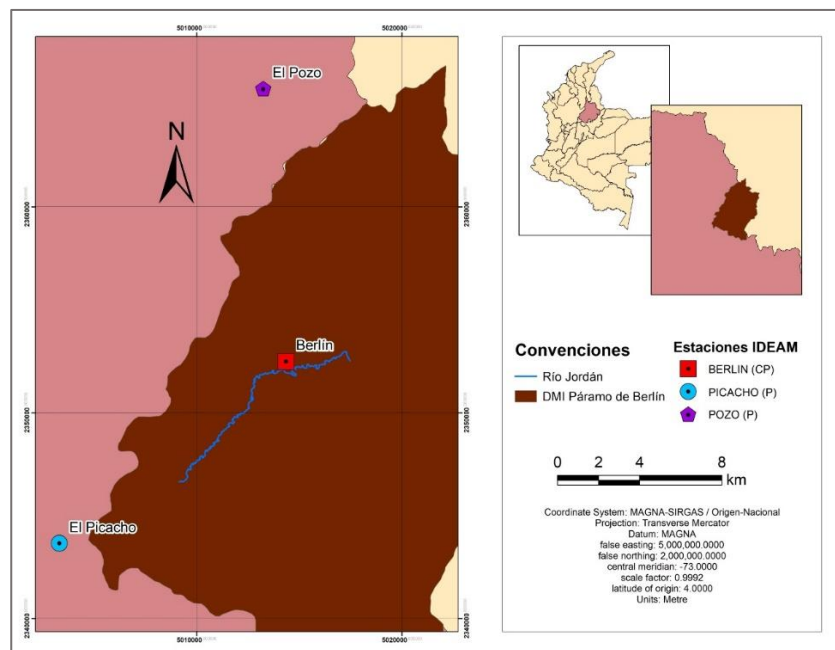 5010000
5020000
El Pozo
N
2360000
2360000
Berlín
2350000
2350000
El Picacho
2340000
2340000
5010000
5020000
Convenciones
Río Jordán
DMI Páramo de Berlín
Estaciones IDEAM
BERLIN (CP)
PICACHO (P)
POZO (P)
0 2 4 8
km
Coordinate System: MAGNA-SIRGAS / Origen-Nacional
Projection: Transverse Mercator
Datum: MAGNA
false easting: 5,000,000.0000
false northing: 2,000,000.0000
central meridian: -73.0000
scale factor: 0.9992
latitude of origin: 4.0000
Units: Metre